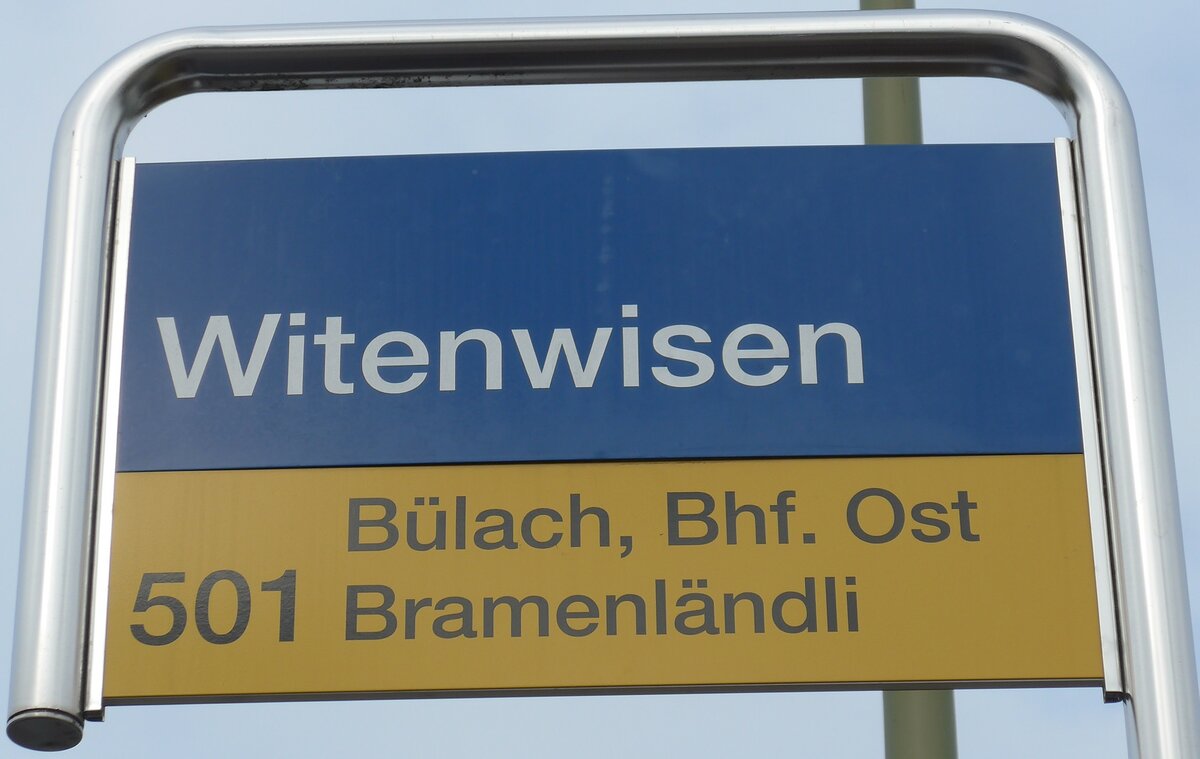 Witenwisen
Bülach, Bhf. Ost
501 Bramenländli